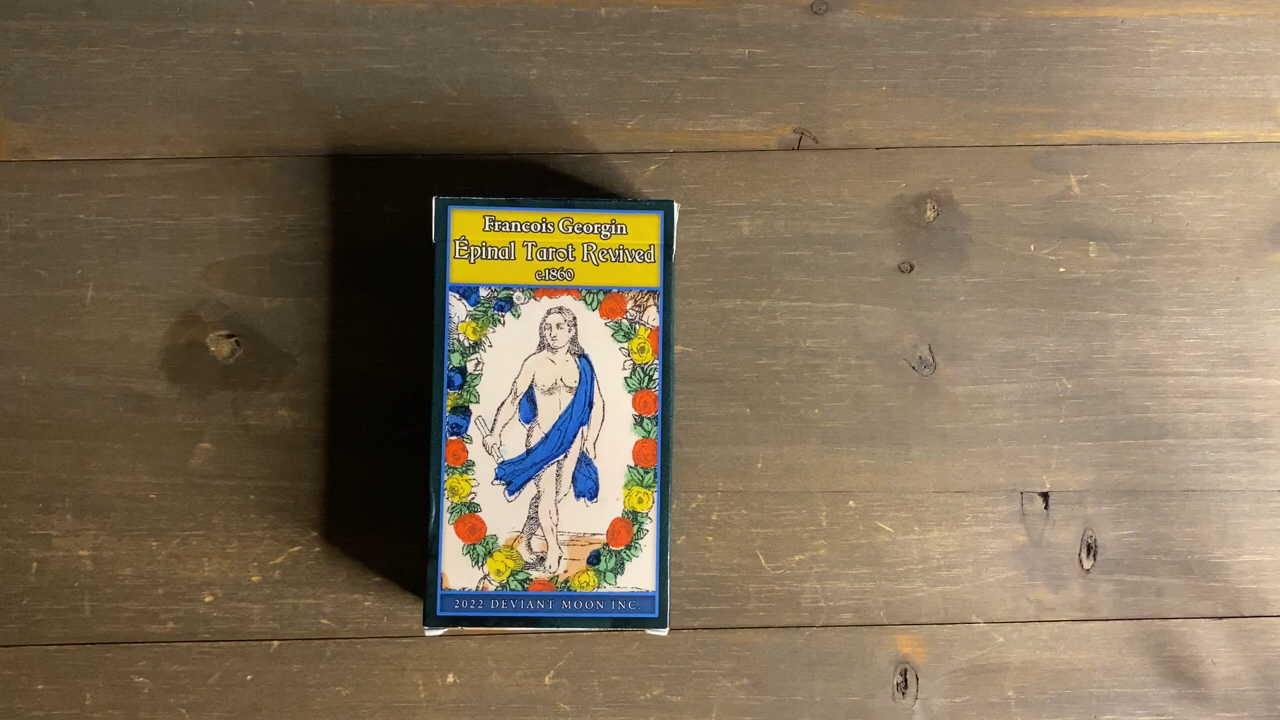 Francois Georgin
Épinal Tarot Revived
c.1860
2022 DEVIANT MOON INC.